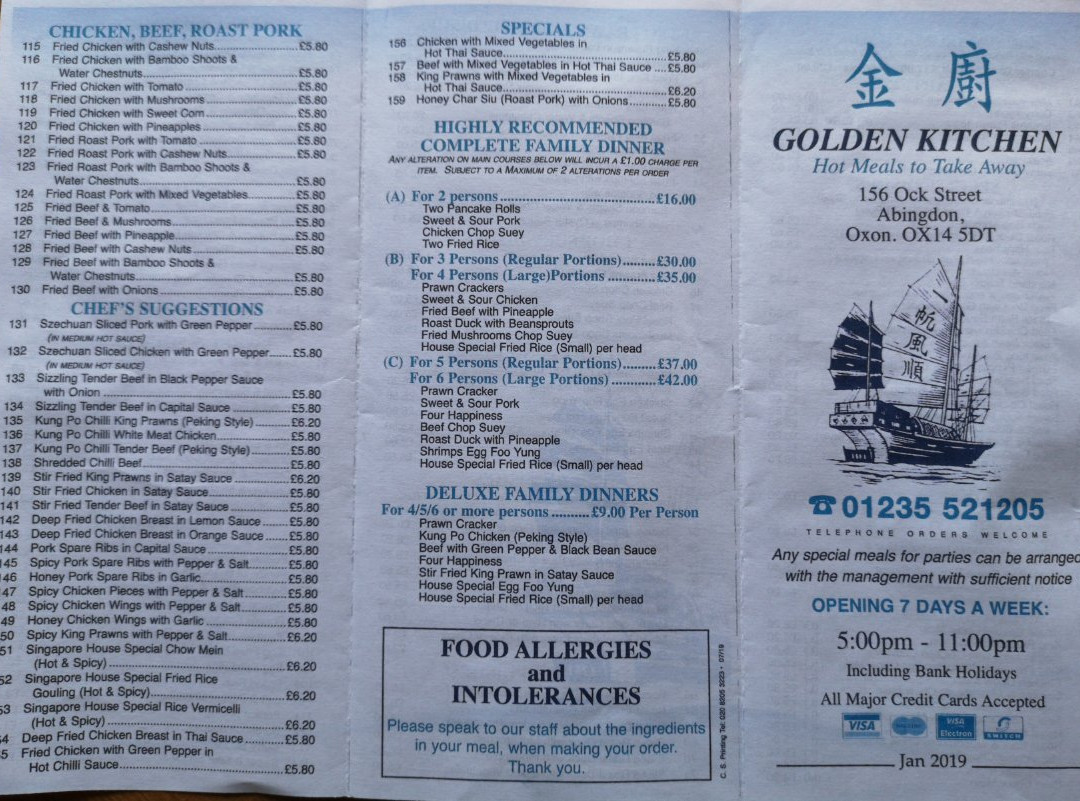 CHICKEN, BEEF, ROAST PORK
115 Fried Chicken with Cashew Nuts £5.80
116 Fried Chicken with Bamboo Shoots &
Water Chestnuts £5.80
117 Fried Chicken with Tomato £5.80
118 Fried Chicken with Mushrooms £5.80
119 Fried Chicken with Sweet Corn £5.80
120 Fried Chicken with Pineapples £5.80
121 Fried Roast Pork with Tomato £5.80
122 Fried Roast Pork with Cashew Nuts £5.80
123 Fried Roast Pork with Bamboo Shoots &
Water Chestnuts £5.80
124 Fried Roast Pork with Mixed Vegetables £5.80
125 Fried Beef & Tomato £5.80
126 Fried Beef & Mushrooms £5.80
127 Fried Beef with Pineapple £5.80
128 Fried Beef with Cashew Nuts £5.80
129 Fried Beef with Bamboo Shoots &
Water Chestnuts £5.80
130 Fried Beef with Onions £5.80
CHEF'S SUGGESTIONS
131 Szechuan Sliced Pork with Green Pepper £5.80
(IN MEDIUM HOT SAUCE)
132 Szechuan Sliced Chicken with Green Pepper £5.80
(IN MEDIUM HOT SAUCE)
133 Sizzling Tender Beef in Black Pepper Sauce
with Onion £5.80
134 Sizzling Tender Beef in Capital Sauce £5.80
135 Kung Po Chilli King Prawns (Peking Style) £6.20
136 Kung Po Chilli White Meat Chicken £5.80
137 Kung Po Chilli Tender Beef (Peking Style) £5.80
138 Shredded Chilli Beef £5.80
139 Stir Fried King Prawns in Satay Sauce £6.20
140 Stir Fried Chicken in Satay Sauce £5.80
141 Stir Fried Tender Beef in Satay Sauce £5.80
142 Deep Fried Chicken Breast in Lemon Sauce £5.80
143 Deep Fried Chicken Breast in Orange Sauce £5.80
44 Pork Spare Ribs in Capital Sauce £5.80
45 Spicy Pork Spare Ribs with Pepper & Salt £5.80
46 Honey Pork Spare Ribs in Garlic £5.80
47 Spicy Chicken Pieces with Pepper & Salt £5.80
48 Spicy Chicken Wings with Pepper & Salt £5.80
49 Honey Chicken Wings with Garlic £5.80
50 Spicy King Prawns with Pepper & Salt £6.20
51 Singapore House Special Chow Mein
(Hot & Spicy) £6.20
52 Singapore House Special Fried Rice
Gouling (Hot & Spicy) £6.20
53 Singapore House Special Rice Vermicelli
(Hot & Spicy) £6.20
4 Deep Fried Chicken Breast in Thai Sauce £5.80
5 Fried Chicken with Green Pepper in
Hot Chilli Sauce £5.80
SPECIALS
156 Chicken with Mixed Vegetables in
Hot Thai Sauce £5.80
157 Beef with Mixed Vegetables in Hot Thai Sauce £5.80
158 King Prawns with Mixed Vegetables in
Hot Thai Sauce £6.20
159 Honey Char Siu (Roast Pork) with Onions £5.80
HIGHLY RECOMMENDED
COMPLETE FAMILY DINNER
ANY ALTERATION ON MAIN COURSES BELOW WILL INCUR A £1.00 CHARGE PER
ITEM. SUBJECT TO A MAXIMUM OF 2 ALTERATIONS PER ORDER
(A) For 2 persons £16.00
Two Pancake Rolls
Sweet & Sour Pork
Chicken Chop Suey
Two Fried Rice
(B) For 3 Persons (Regular Portions) £30.00
For 4 Persons (Large)Portions £35.00
Prawn Crackers
Sweet & Sour Chicken
Fried Beef with Pineapple
Roast Duck with Beansprouts
Fried Mushrooms Chop Suey
House Special Fried Rice (Small) per head
(C) For 5 Persons (Regular Portions) £37.00
For 6 Persons (Large Portions) £42.00
Prawn Cracker
Sweet & Sour Pork
Four Happiness
Beef Chop Suey
Roast Duck with Pineapple
Shrimps Egg Foo Yung
House Special Fried Rice (Small) per head
DELUXE FAMILY DINNERS
For 4/5/6 or more persons £9.00 Per Person
Prawn Cracker
Kung Po Chicken (Peking Style)
Beef with Green Pepper & Black Bean Sauce
Four Happiness
Stir Fried King Prawn in Satay Sauce
House Special Egg Foo Yung
House Special Fried Rice (Small) per head
FOOD ALLERGIES
and
INTOLERANCES
Please speak to our staff about the ingredients
in your meal, when making your order.
Thank you.
金廚
GOLDEN KITCHEN
Hot Meals to Take Away
156 Ock Street
Abingdon,
Oxon. OX14 5DT
一帆風順
☎01235 521205
TELEPHONE ORDERS WELCOME
Any special meals for parties can be arranged
with the management with sufficient notice
OPENING 7 DAYS A WEEK:
5:00pm - 11:00pm
Including Bank Holidays
All Major Credit Cards Accepted
VISA
VISA
Electron
SWITCH
Jan 2019